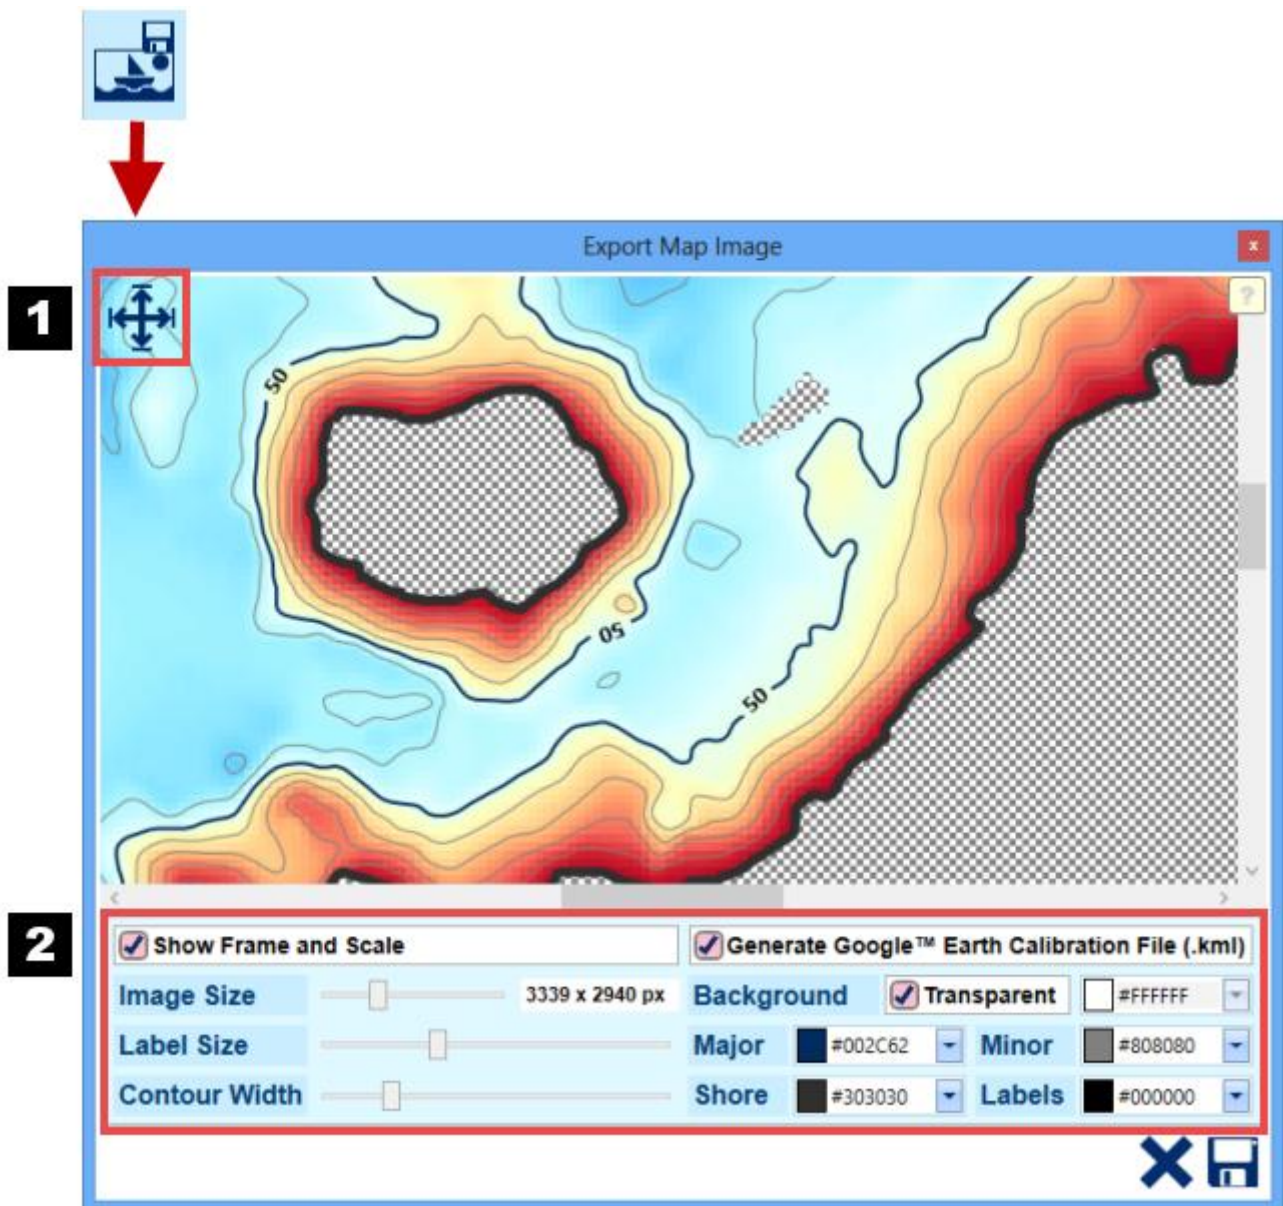 Export Map Image
x
1
?
50
50
50
2
Show Frame and Scale
Generate Google™ Earth Calibration File (.kml)
Image Size
3339 x 2940 px
Background
Transparent
#FFFFFF
Label Size
Major
#002C62
Minor
#808080
Contour Width
Shore
#303030
Labels
#000000